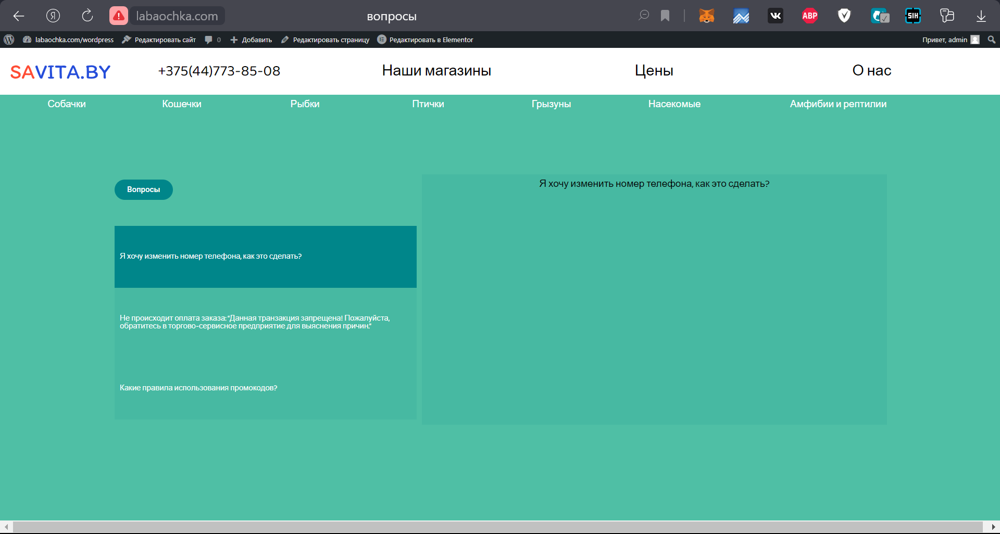 Я
labaochka.com
вопросы
ABP
SIH
labaochka.com/wordpress
Редактировать сайт
0
Добавить
Редактировать страницу
Редактировать в Elementor
Привет, admin
SAVITA.BY
+375(44)773-85-08
Наши магазины
Цены
О нас
Собачки
Кошечки
Рыбки
Птички
Грызуны
Насекомые
Амфибии и рептилии
Вопросы
Я хочу изменить номер телефона, как это сделать?
Я хочу изменить номер телефона, как это сделать?
Не происходит оплата заказа: “Данная транзакция запрещена! Пожалуйста,
обратитесь в торгово-сервисное предприятие для выяснения причин.”
Какие правила использования промокодов?